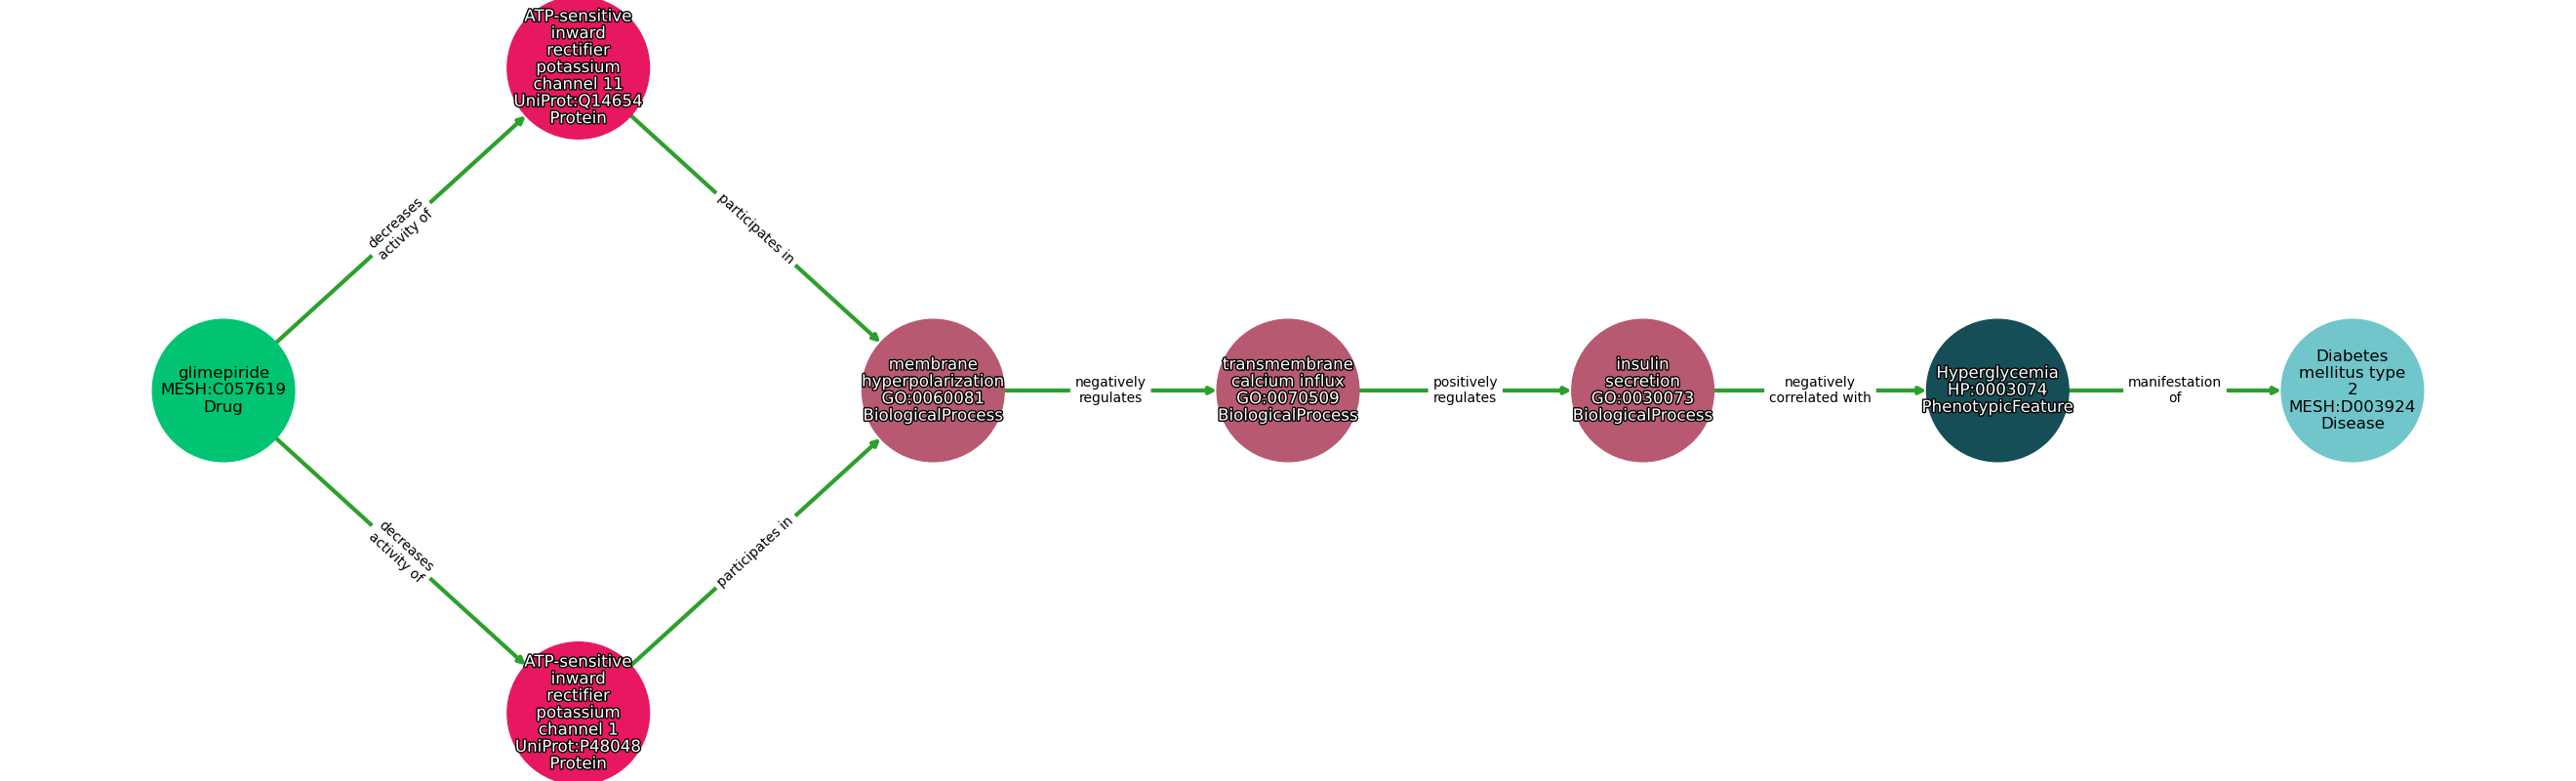 ATP-sensitive
inward
rectifier
potassium
channel 11
UniProt:Q14654
Protein
decreases
activity of
participates in
glimepiride
MESH:C057619
Drug
membrane
hyperpolarization
GO:0060081
BiologicalProcess
negatively
regulates
transmembrane
calcium influx
GO:0070509
BiologicalProcess
positively
regulates
insulin
secretion
GO:0030073
BiologicalProcess
negatively
correlated with
Hyperglycemia
HP:0003074
PhenotypicFeature
manifestation
of
Diabetes
mellitus type
2
MESH:D003924
Disease
decreases
activity of
participates in
ATP-sensitive
inward
rectifier
potassium
channel 1
UniProt:P48048
Protein